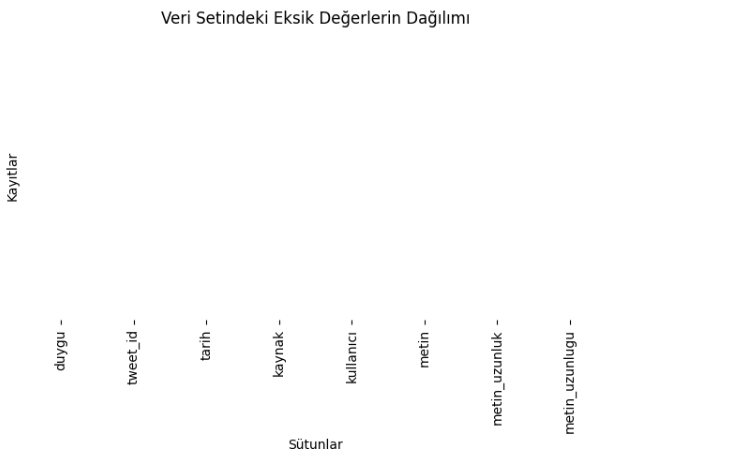 Veri Setindeki Eksik Değerlerin Dağılımı
Kayıtlar
duygu
tweet_id
tarih
kaynak
kullanıcı
metin
metin_uzunluk
metin_uzunlugu
Sütunlar